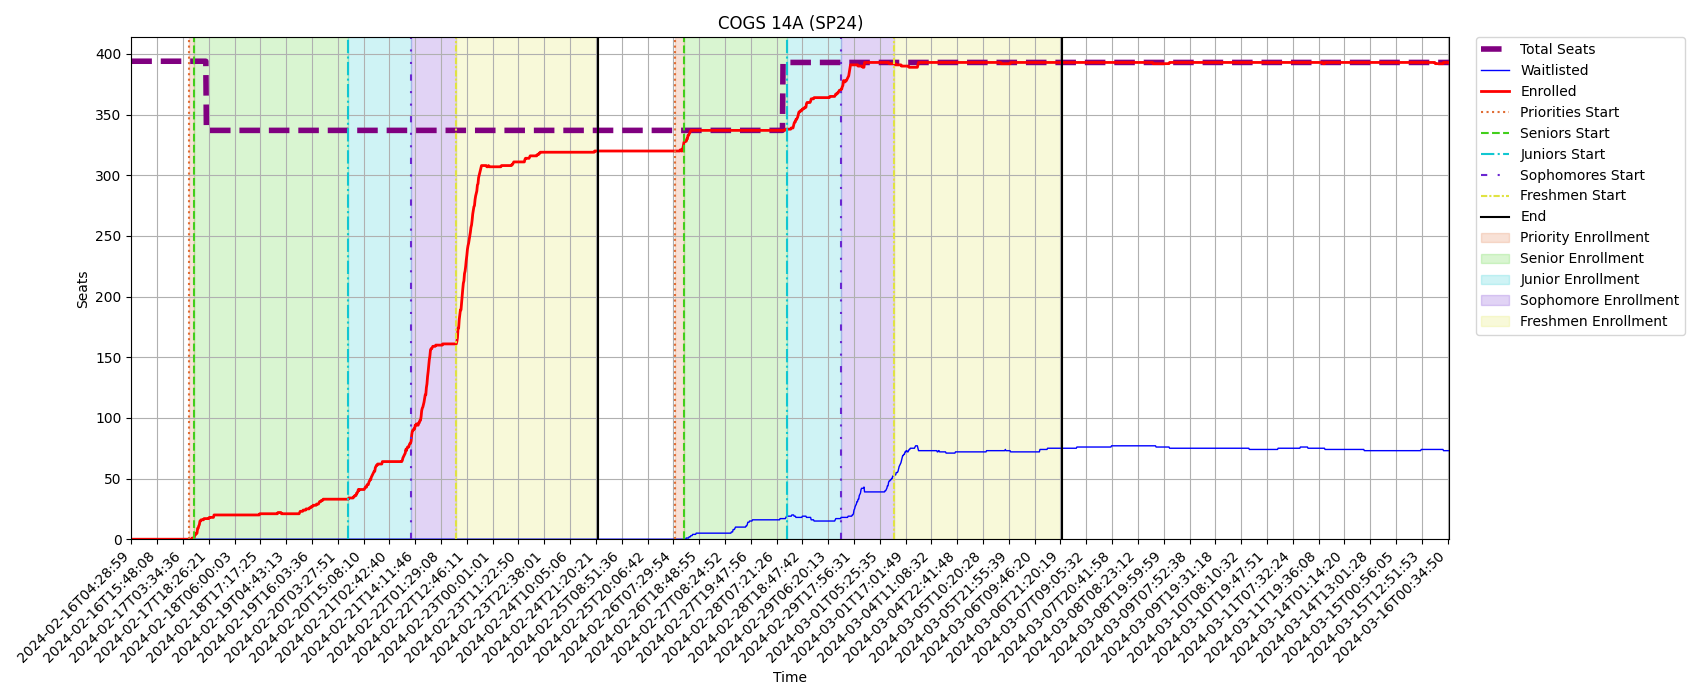 COGS 14A (SP24)
Total Seats
Waitlisted
Enrolled
Priorities Start
Seniors Start
Juniors Start
Sophomores Start
Freshmen Start
End
Priority Enrollment
Senior Enrollment
Junior Enrollment
Sophomore Enrollment
Freshmen Enrollment
Seats
400
350
300
250
200
150
100
50
0
2024-02-16T04:28:59
2024-02-16T15:48:08
2024-02-17T03:34:36
2024-02-17T18:26:21
2024-02-18T06:00:03
2024-02-18T17:17:25
2024-02-19T04:43:13
2024-02-19T16:03:36
2024-02-20T03:27:51
2024-02-20T15:08:10
2024-02-21T02:42:40
2024-02-21T14:11:46
2024-02-22T01:29:08
2024-02-22T12:46:11
2024-02-23T00:01:01
2024-02-23T11:22:50
2024-02-23T22:38:01
2024-02-24T10:05:06
2024-02-24T21:20:21
2024-02-25T08:51:36
2024-02-25T20:06:42
2024-02-26T07:29:54
2024-02-26T18:48:55
2024-02-27T08:24:52
2024-02-27T19:47:56
2024-02-28T07:21:26
2024-02-28T18:47:42
2024-02-29T06:20:13
2024-02-29T17:56:31
2024-03-01T05:25:35
2024-03-01T17:01:49
2024-03-04T11:08:32
2024-03-04T22:41:48
2024-03-05T10:20:28
2024-03-05T21:55:39
2024-03-06T09:46:20
2024-03-06T21:20:19
2024-03-07T09:05:32
2024-03-07T20:41:58
2024-03-08T08:23:12
2024-03-08T19:59:59
2024-03-09T07:52:38
2024-03-09T19:31:18
2024-03-10T08:10:32
2024-03-10T19:47:51
2024-03-11T07:32:24
2024-03-11T19:36:08
2024-03-14T01:14:20
2024-03-14T13:01:28
2024-03-15T00:56:05
2024-03-15T12:51:53
2024-03-16T00:34:50
Time